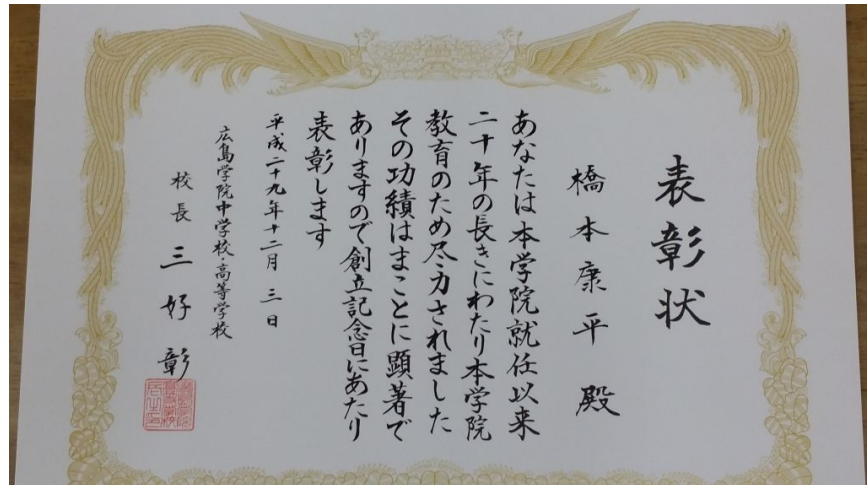 表彰状
橋本康平 殿
あなたは本学院就任以来
二十年の長きにわたり本学院
教育のため尽力されました
その功績はまことに顕著で
ありますので創立記念日にあたり
表彰します
平成二十九年十二月 三 日
広島学院中学校・高等学校
校長 三好 彰